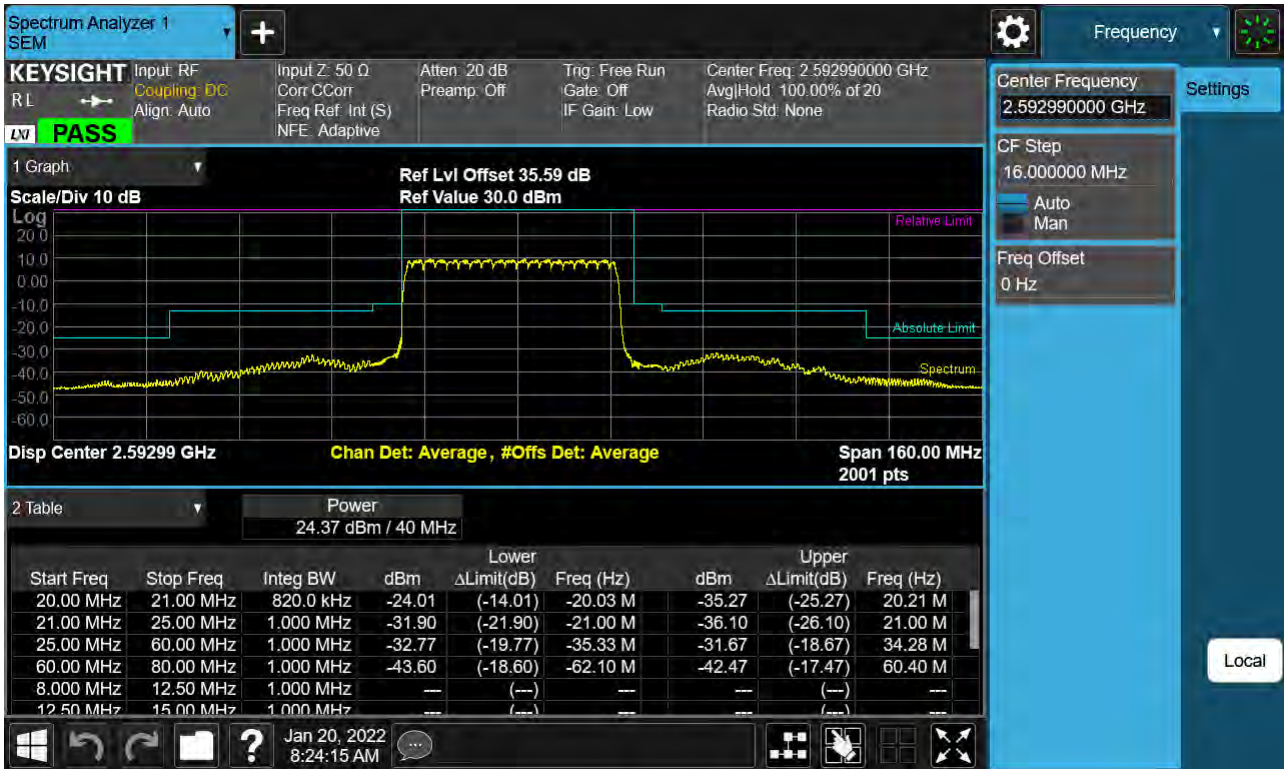 Spectrum Analyzer 1
SEM
Frequency
KEYSIGHT
RL
LXI PASS
Input: RF
Coupling: DC
Align: Auto
Input Z: 50 Ω
Corr CCorr
Freq Ref: Int (S)
NFE: Adaptive
Atten: 20 dB
Preamp: Off
Trig: Free Run
Gate: Off
IF Gain: Low
Center Freq: 2.592990000 GHz
Avg|Hold: 100.00% of 20
Radio Std: None
Center Frequency
2.592990000 GHz
Settings
CF Step
16.000000 MHz
Auto
Man
Freq Offset
0 Hz
Local
1 Graph
Scale/Div 10 dB
Ref Lvl Offset 35.59 dB
Ref Value 30.0 dBm
Log
20.0
10.0
0.00
-10.0
-20.0
-30.0
-40.0
-50.0
-60.0
Relative Limit
Absolute Limit
Spectrum
Disp Center 2.59299 GHz
Chan Det: Average, #Offs Det: Average
Span 160.00 MHz
2001 pts
2 Table
Power
24.37 dBm / 40 MHz
Lower Upper
Start Freq Stop Freq Integ BW dBm ΔLimit(dB) Freq (Hz) dBm ΔLimit(dB) Freq (Hz)
20.00 MHz 21.00 MHz 820.0 kHz -24.01 (-14.01) -20.03 M -35.27 (-25.27) 20.21 M
21.00 MHz 25.00 MHz 1.000 MHz -31.90 (-21.90) -21.00 M -36.10 (-26.10) 21.00 M
25.00 MHz 60.00 MHz 1.000 MHz -32.77 (-19.77) -35.33 M -31.67 (-18.67) 34.28 M
60.00 MHz 80.00 MHz 1.000 MHz -43.60 (-18.60) -62.10 M -42.47 (-17.47) 60.40 M
8.000 MHz 12.50 MHz 1.000 MHz --- (---) --- --- (---) ---
12.50 MHz 15.00 MHz 1.000 MHz --- (---) --- --- (---) ---
Jan 20, 2022
8:24:15 AM